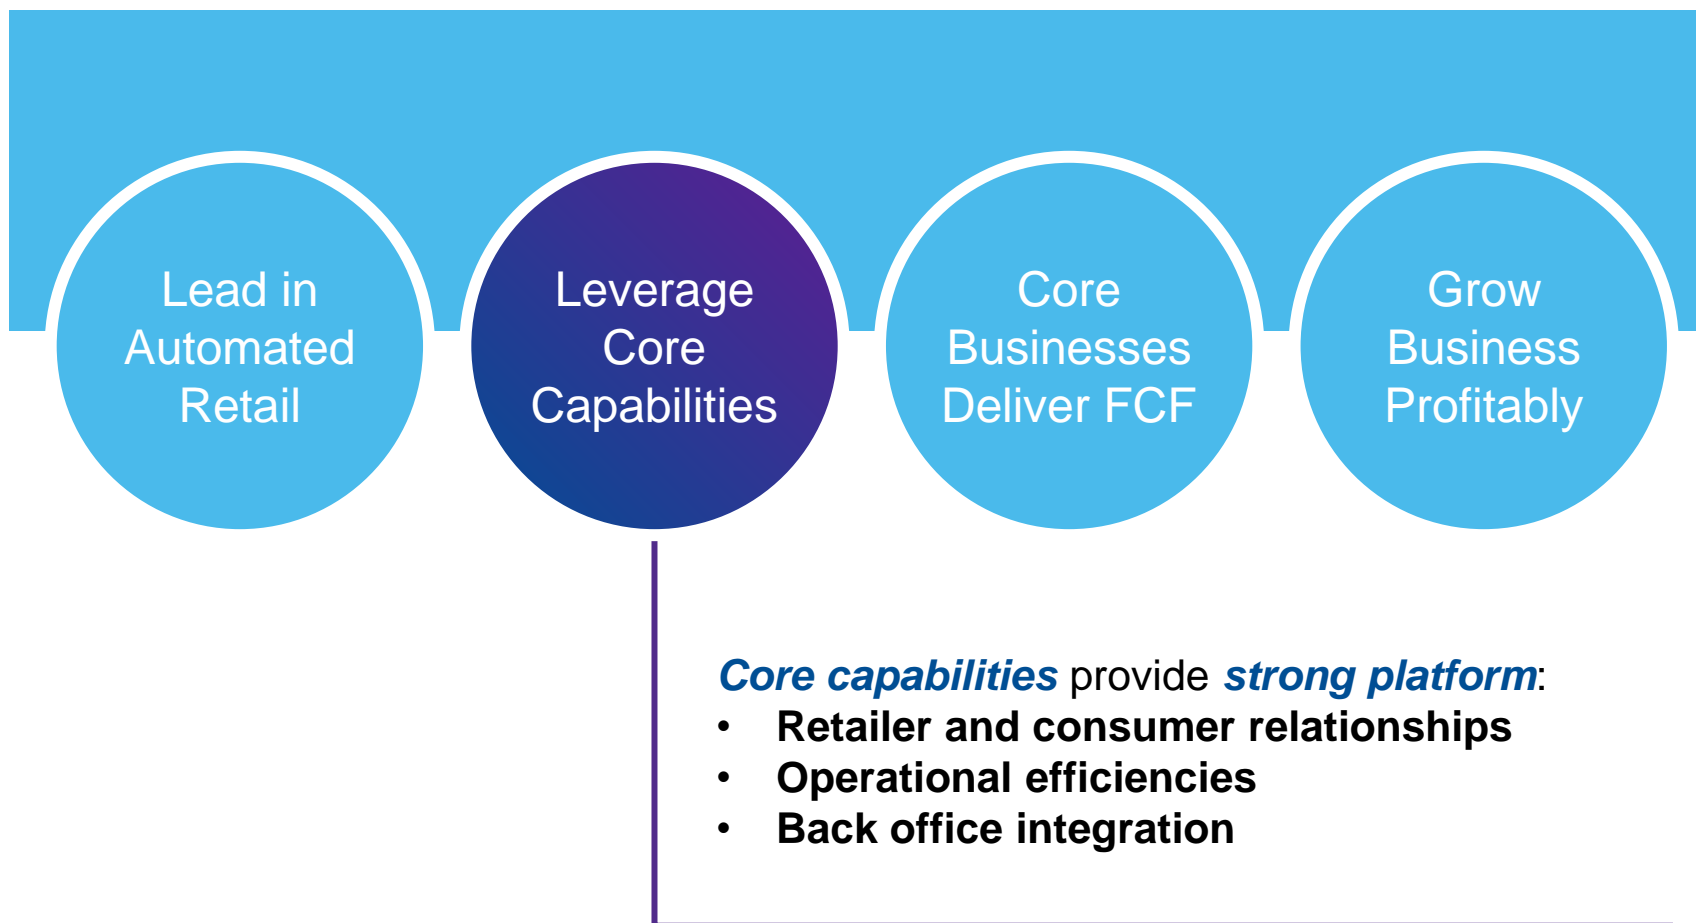 Lead in
Automated
Retail
Leverage
Core
Capabilities
Core
Businesses
Deliver FCF
Grow
Business
Profitably
Core capabilities provide strong platform:
• Retailer and consumer relationships
• Operational efficiencies
• Back office integration